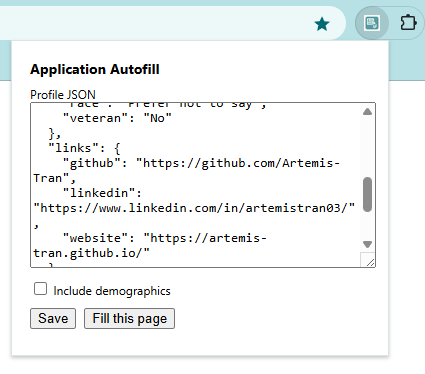 Application Autofill
Profile JSON
"race": "Prefer not to say",
"veteran": "No"
},
"links": {
"github": "https://github.com/Artemis-
Tran",
"linkedin":
"https://www.linkedin.com/in/artemistran03/"
,
"website": "https://artemis-
tran.github.io/"
}
Include demographics
Save Fill this page